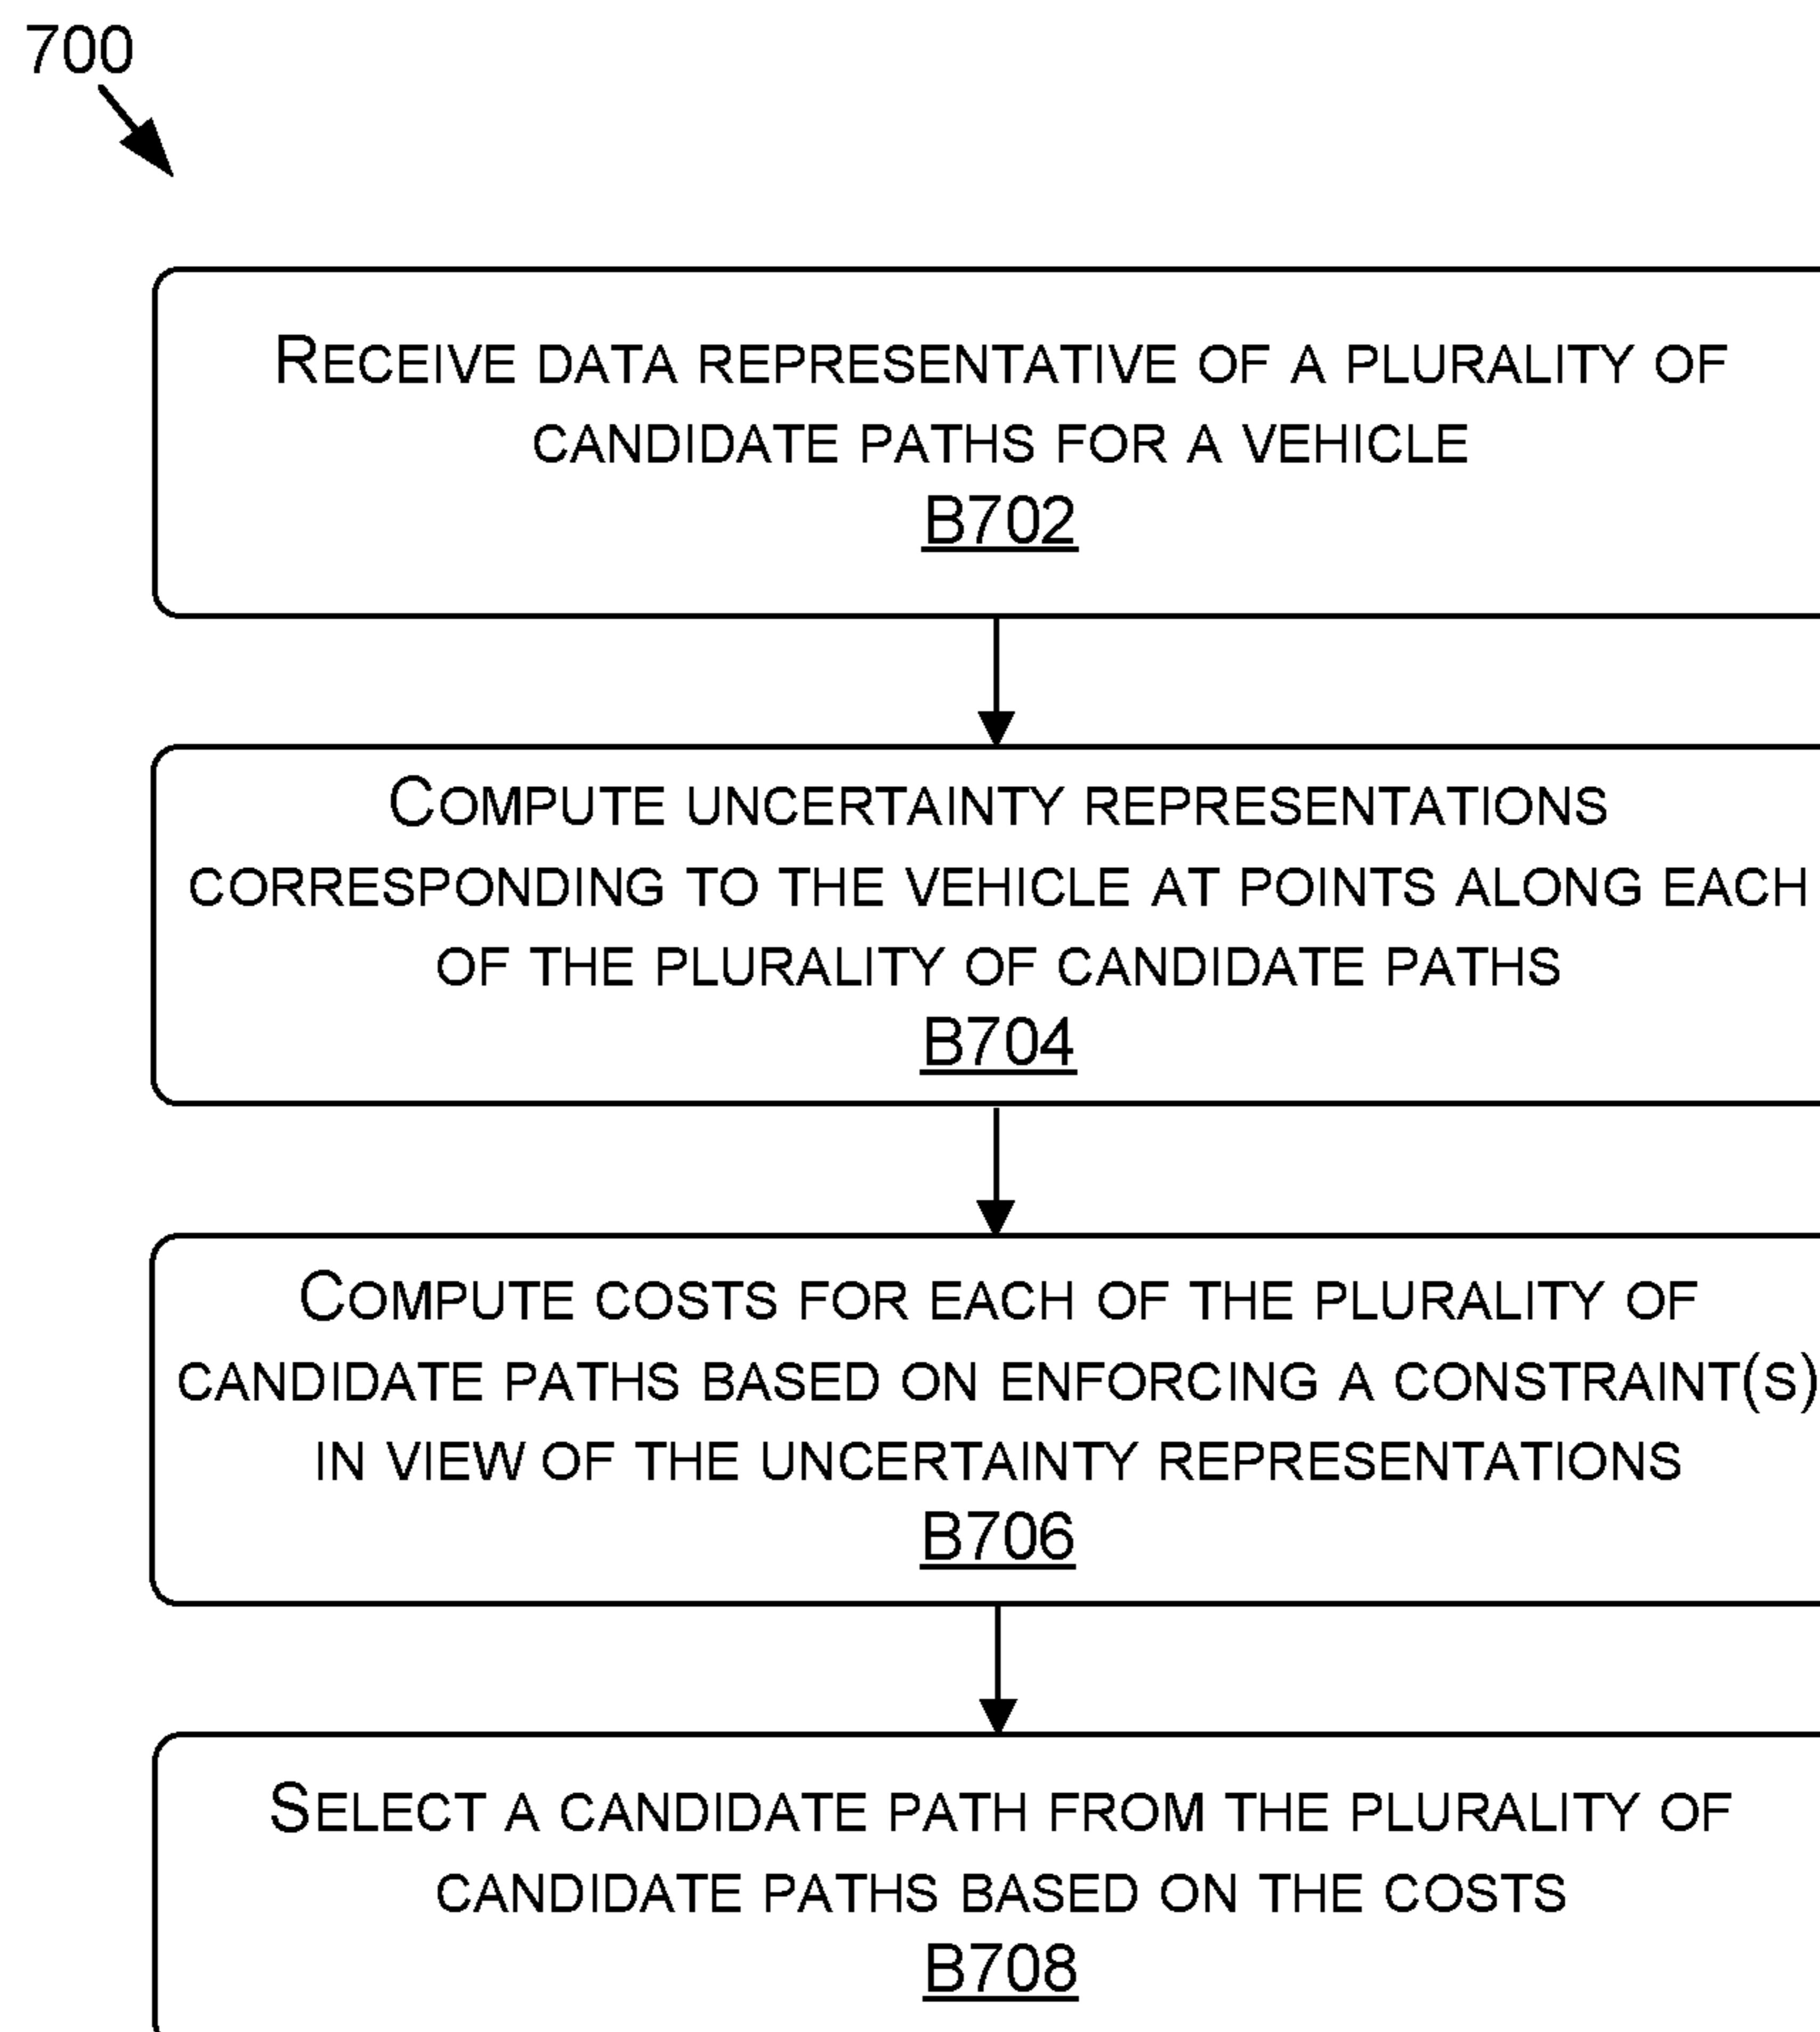 700
RECEIVE DATA REPRESENTATIVE OF A PLURALITY OF
CANDIDATE PATHS FOR A VEHICLE
B702
COMPUTE UNCERTAINTY REPRESENTATIONS
CORRESPONDING TO THE VEHICLE AT POINTS ALONG EACH
OF THE PLURALITY OF CANDIDATE PATHS
B704
COMPUTE COSTS FOR EACH OF THE PLURALITY OF
CANDIDATE PATHS BASED ON ENFORCING A CONSTRAINT(S)
IN VIEW OF THE UNCERTAINTY REPRESENTATIONS
B706
SELECT A CANDIDATE PATH FROM THE PLURALITY OF
CANDIDATE PATHS BASED ON THE COSTS
B708